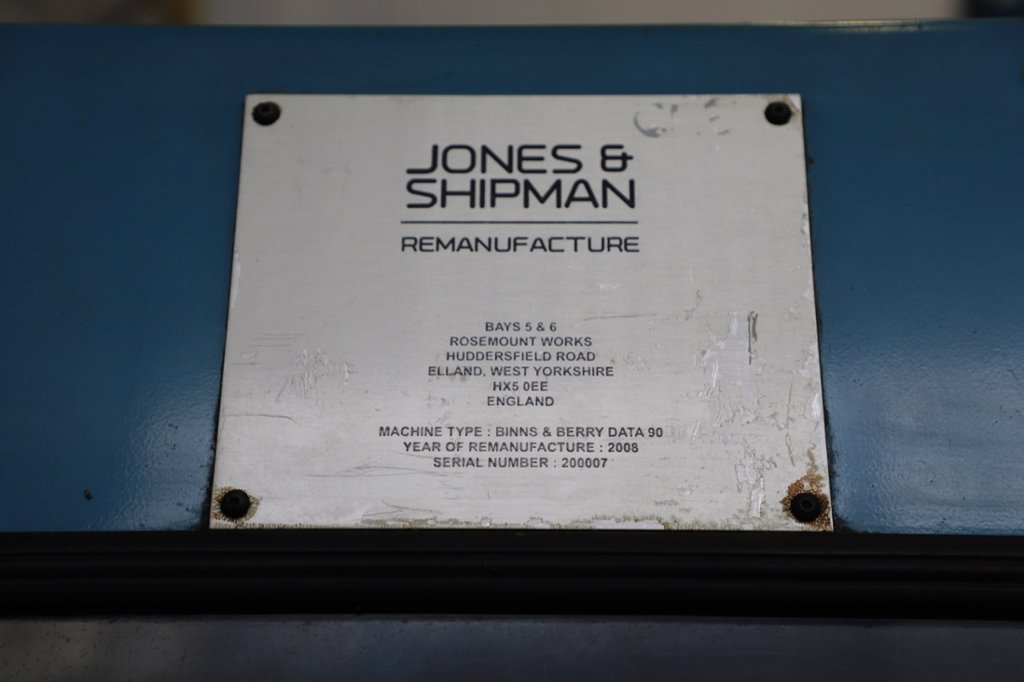 JONES &
SHIPMAN
REMANUFACTURE
BAYS 5 & 6
ROSEMOUNT WORKS
HUDDERSFIELD ROAD
ELLAND, WEST YORKSHIRE
HX5 0EE
ENGLAND
MACHINE TYPE : BINNS & BERRY DATA 90
YEAR OF REMANUFACTURE : 2008
SERIAL NUMBER : 200007